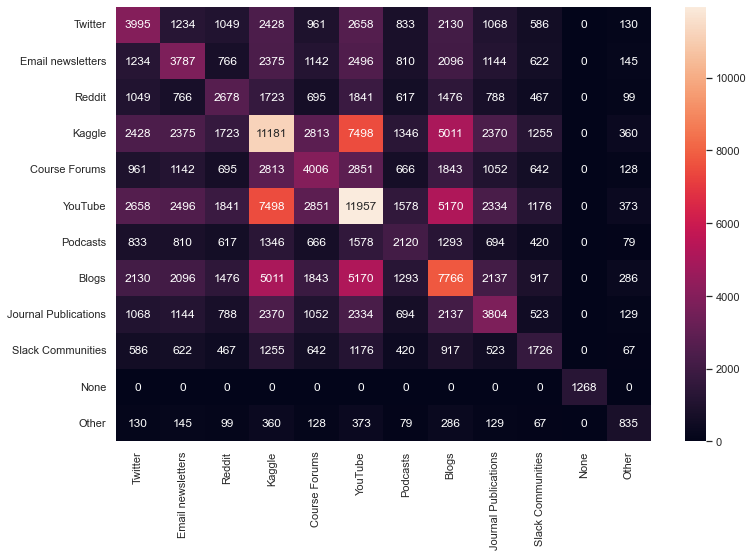 Twitter 3995 1234 1049 2428 961 2658 833 2130 1068 586 0 130
Email newsletters 1234 3787 766 2375 1142 2496 810 2096 1144 622 0 145
Reddit 1049 766 2678 1723 695 1841 617 1476 788 467 0 99
Kaggle 2428 2375 1723 11181 2813 7498 1346 5011 2370 1255 0 360
Course Forums 961 1142 695 2813 4006 2851 666 1843 1052 642 0 128
YouTube 2658 2496 1841 7498 2851 11957 1578 5170 2334 1176 0 373
Podcasts 833 810 617 1346 666 1578 2120 1293 694 420 0 79
Blogs 2130 2096 1476 5011 1843 5170 1293 7766 2137 917 0 286
Journal Publications 1068 1144 788 2370 1052 2334 694 2137 3804 523 0 129
Slack Communities 586 622 467 1255 642 1176 420 917 523 1726 0 67
None 0 0 0 0 0 0 0 0 0 0 1268 0
Other 130 145 99 360 128 373 79 286 129 67 0 835
Twitter
Email newsletters
Reddit
Kaggle
Course Forums
YouTube
Podcasts
Blogs
Journal Publications
Slack Communities
None
Other
10000
8000
6000
4000
2000
0